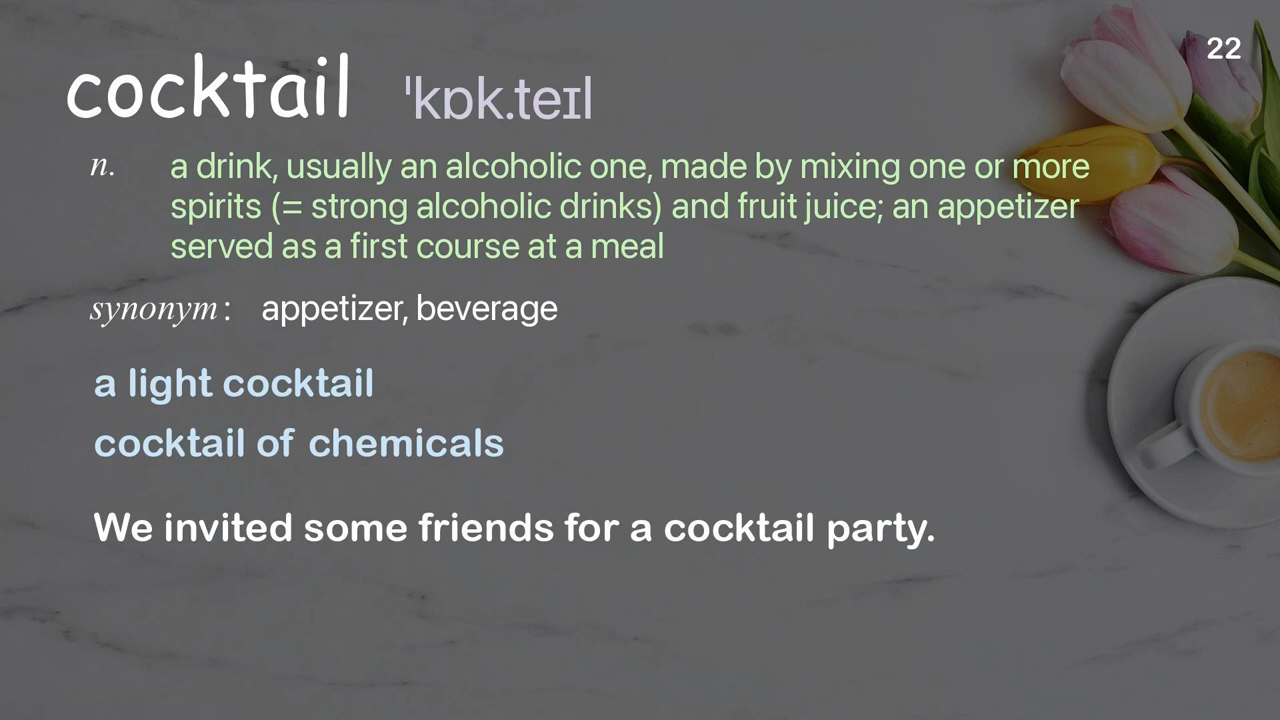 22
cocktail ˈkɒk.teɪl
n. a drink, usually an alcoholic one, made by mixing one or more
spirits (= strong alcoholic drinks) and fruit juice; an appetizer
served as a first course at a meal
synonym: appetizer, beverage
a light cocktail
cocktail of chemicals
We invited some friends for a cocktail party.